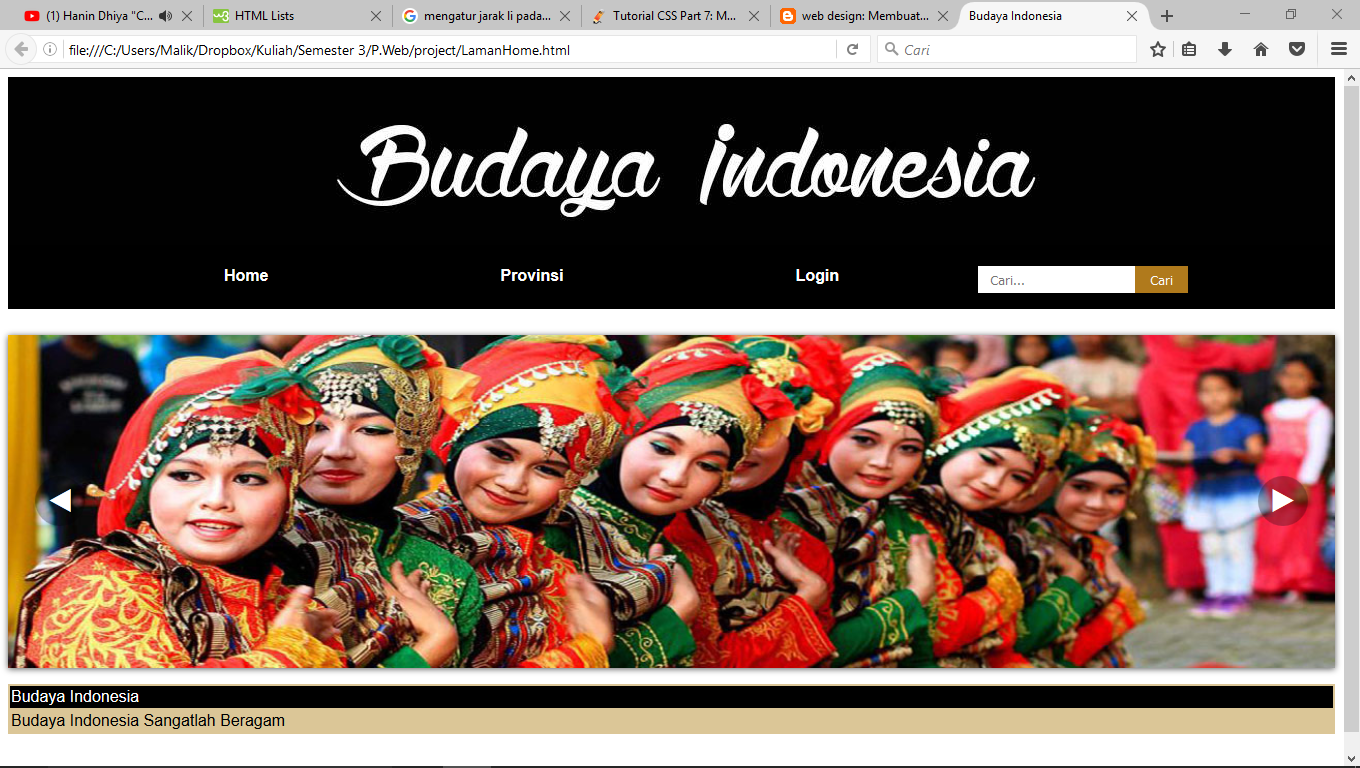 (1) Hanin Dhiya "C...
HTML Lists
mengatur jarak li pada...
Tutorial CSS Part 7: M...
web design: Membuat...
Budaya Indonesia
file:///C:/Users/Malik/Dropbox/Kuliah/Semester 3/P.Web/project/LamanHome.html
Cari
Budaya Indonesia
Home
Provinsi
Login
Cari...
Cari
Budaya Indonesia
Budaya Indonesia Sangatlah Beragam